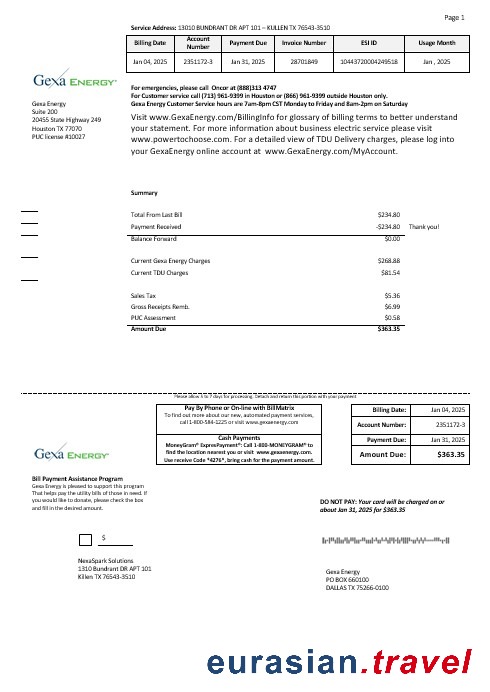 Page 1
Service Address: 13010 BUNDRANT DR APT 101 – KULLEN TX 76543-3510
Billing Date Account Number Payment Due Invoice Number ESI ID Usage Month
Jan 04, 2025 2351172-3 Jan 31, 2025 28701849 10443720004249518 Jan , 2025
Gexa ENERGY®
For emergencies, please call Oncor at (888)313 4747
For Customer service call (713) 961-9399 in Houston or (866) 961-9399 outside Houston only.
Gexa Energy Customer Service hours are 7am-8pm CST Monday to Friday and 8am-2pm on Saturday
Gexa Energy
Suite 200
20455 State Highway 249
Houston TX 77070
PUC license #10027
Visit www.GexaEnergy.com/BillingInfo for glossary of billing terms to better understand
your statement. For more information about business electric service please visit
www.powertochoose.com. For a detailed view of TDU Delivery charges, please log into
your GexaEnergy online account at www.GexaEnergy.com/MyAccount.
Summary
Total From Last Bill $234.80
Payment Received -$234.80 Thank you!
Balance Forward $0.00
Current Gexa Energy Charges $268.88
Current TDU Charges $81.54
Sales Tax $5.36
Gross Receipts Remb. $6.99
PUC Assessment $0.58
Amount Due $363.35
Please allow 5 to 7 days for processing. Detach and return this portion with your payment
Pay By Phone or On-line with BillMatrix
To find out more about our new, automated payment services,
call 1-800-584-1225 or visit www.gexaenergy.com
Cash Payments
MoneyGram® ExpresPayment®: Call 1-800-MONEYGRAM® to
find the location nearest you or visit www.gexaenergy.com.
Use receive Code *4276*, bring cash for the payment amount.
Billing Date: Jan 04, 2025
Account Number: 2351172-3
Payment Due: Jan 31, 2025
Amount Due: $363.35
Gexa ENERGY®
Bill Payment Assistance Program
Gexa Energy is pleased to support this program
That helps pay the utility bills of those in need. If
you would like to donate, please check the box
and fill in the desired amount.
$
DO NOT PAY: Your card will be charged on or
about Jan 31, 2025 for $363.35
NexaSpark Solutions
1310 Bundrant DR APT 101
Killen TX 76543-3510
Gexa Energy
PO BOX 660100
DALLAS TX 75266-0100
eurasian.travel